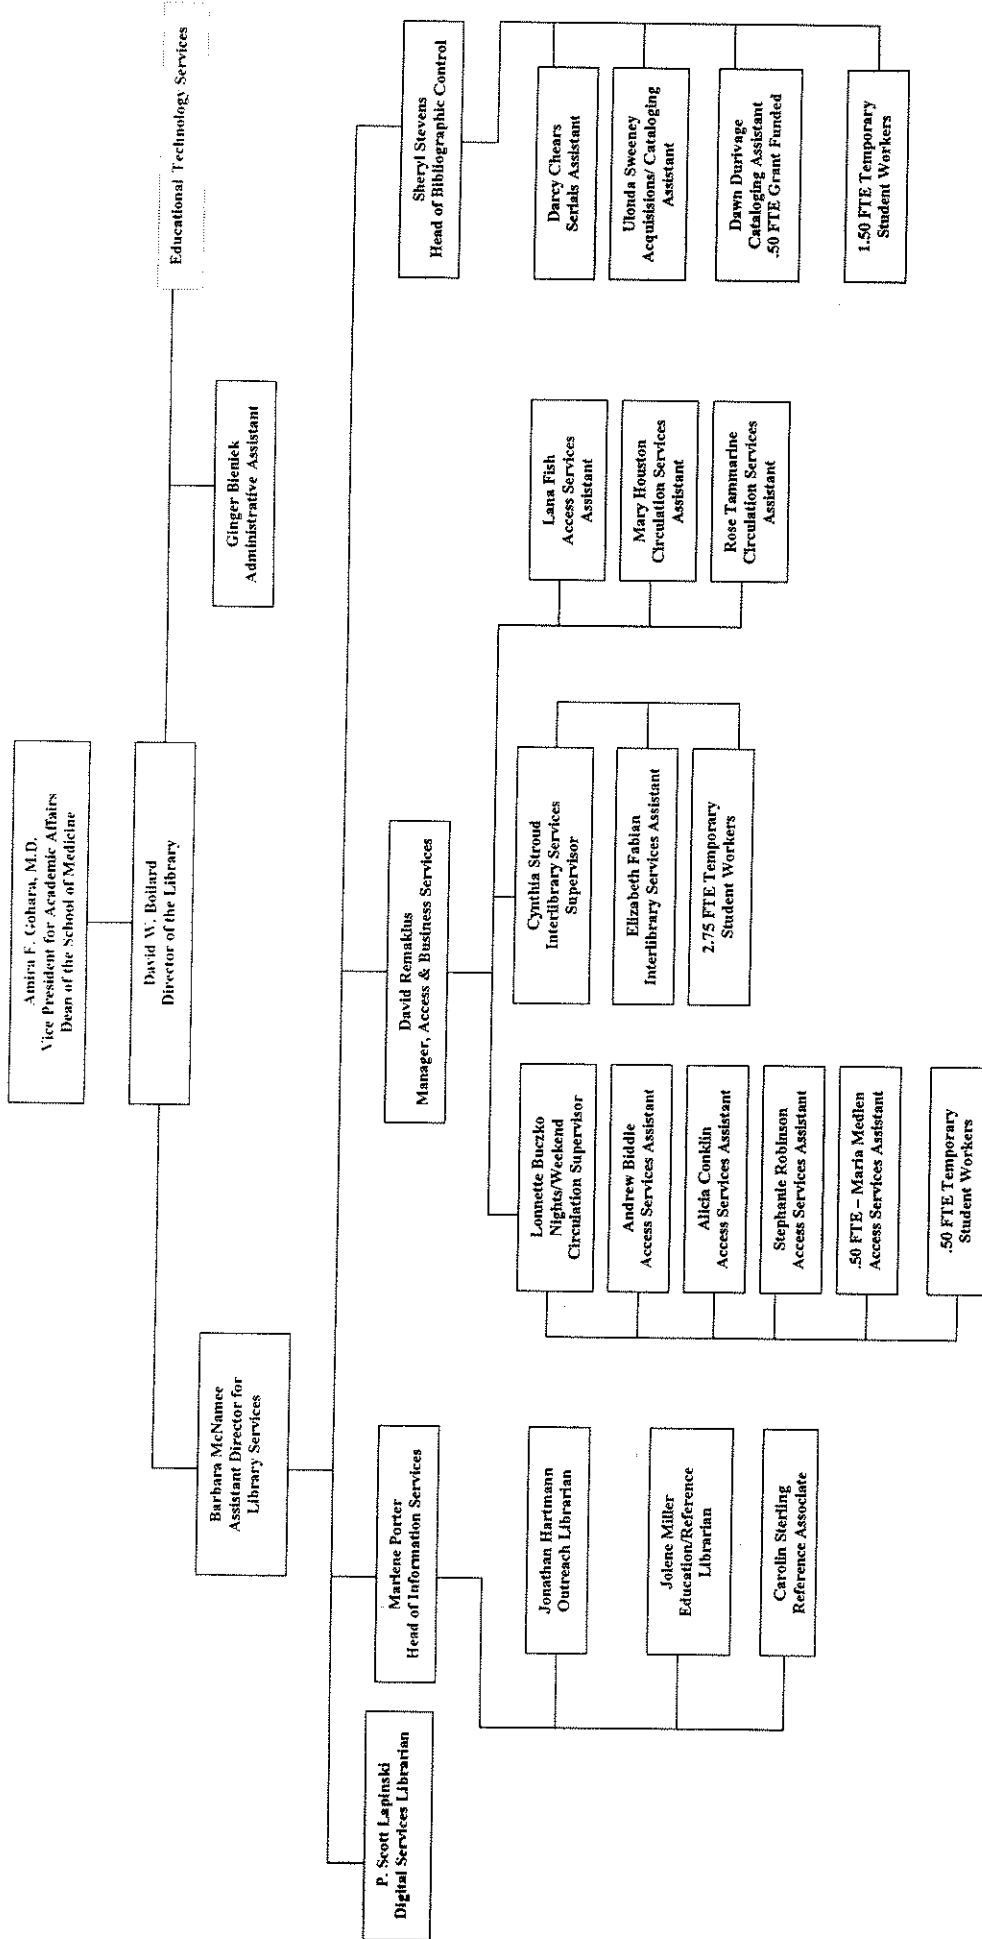 Amira F. Gohara, M.D.
Vice President for Academic Affairs
Dean of the School of Medicine
David W. Boilard
Director of the Library
Educational Technology Services
Ginger Bieniek
Administrative Assistant
Barbara McNamee
Assistant Director for
Library Services
P. Scott Lapinski
Digital Services Librarian
Marlene Porter
Head of Information Services
Jonathan Hartmann
Outreach Librarian
Jolene Miller
Education/Reference
Librarian
Carolin Sterling
Reference Associate
David Remaklus
Manager, Access & Business Services
Lonnette Buczko
Nights/Weekend
Circulation Supervisor
Andrew Biddle
Access Services Assistant
Alicia Conklin
Access Services Assistant
Stephanie Robinson
Access Services Assistant
.50 FTE – Maria Medlen
Access Services Assistant
.50 FTE Temporary
Student Workers
Cynthia Stroud
Interlibrary Services
Supervisor
Elizabeth Fabian
Interlibrary Services Assistant
2.75 FTE Temporary
Student Workers
Lana Fish
Access Services
Assistant
Mary Houston
Circulation Services
Assistant
Rose Tammarine
Circulation Services
Assistant
Sheryl Stevens
Head of Bibliographic Control
Darcy Chears
Serials Assistant
Ulonda Sweeney
Acquisisions/ Cataloging
Assistant
Dawn Durivage
Cataloging Assistant
.50 FTE Grant Funded
1.50 FTE Temporary
Student Workers